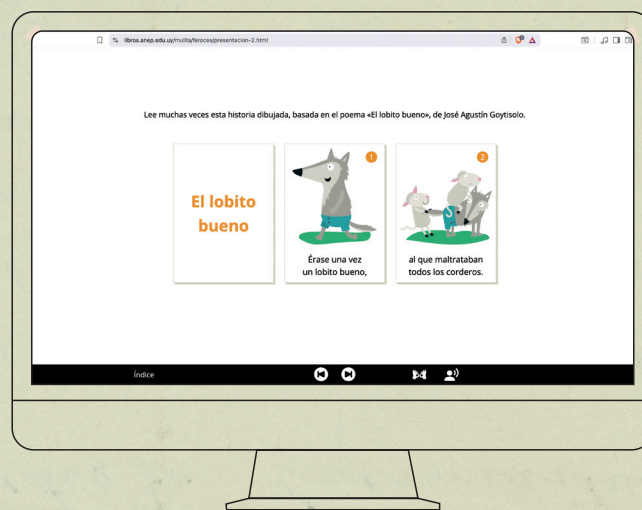 libros.anep.edu.uy/mulita/feroces/presentacion-2.html
Lee muchas veces esta historia dibujada, basada en el poema «El lobito bueno», de José Agustín Goytisolo.
El lobito
bueno
1
Érase una vez
un lobito bueno,
2
al que maltrataban
todos los corderos.
Índice